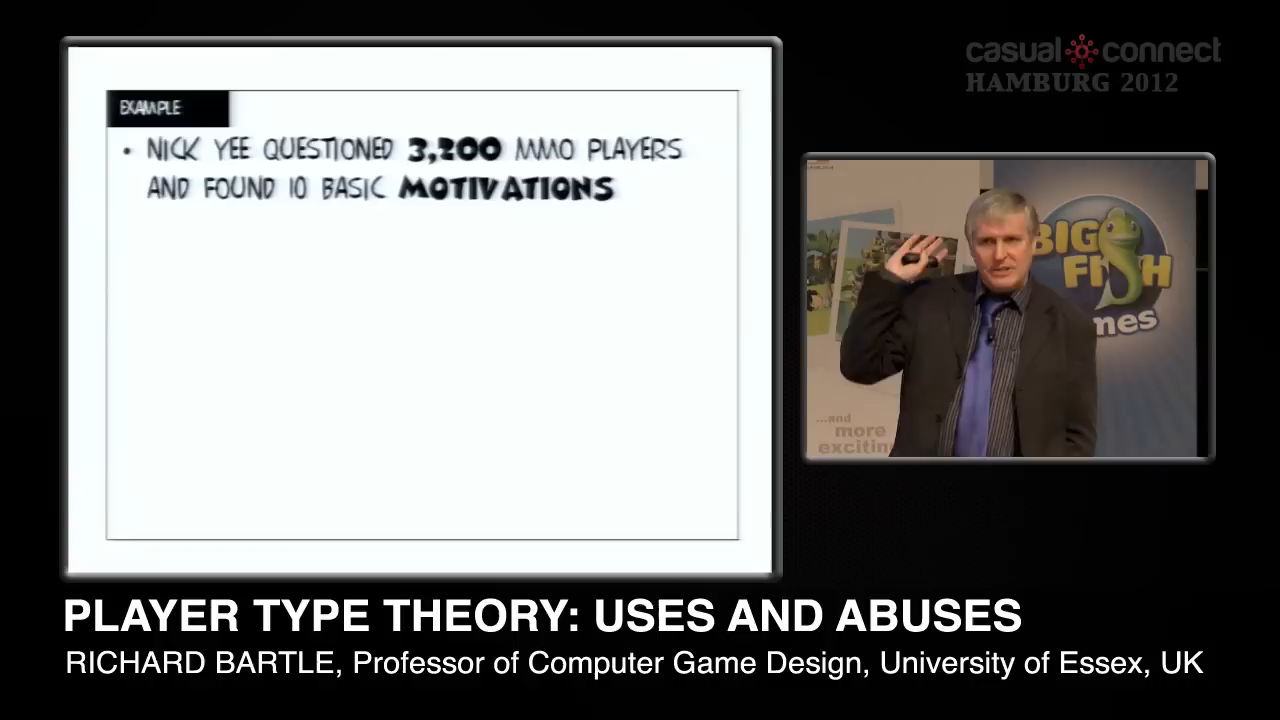 casual connect
HAMBURG 2012
EXAMPLE
• NICK YEE QUESTIONED 3,200 MMO PLAYERS
AND FOUND 10 BASIC MOTIVATIONS
BIG
FISH
mes
...and
more
excitin
PLAYER TYPE THEORY: USES AND ABUSES
RICHARD BARTLE, Professor of Computer Game Design, University of Essex, UK